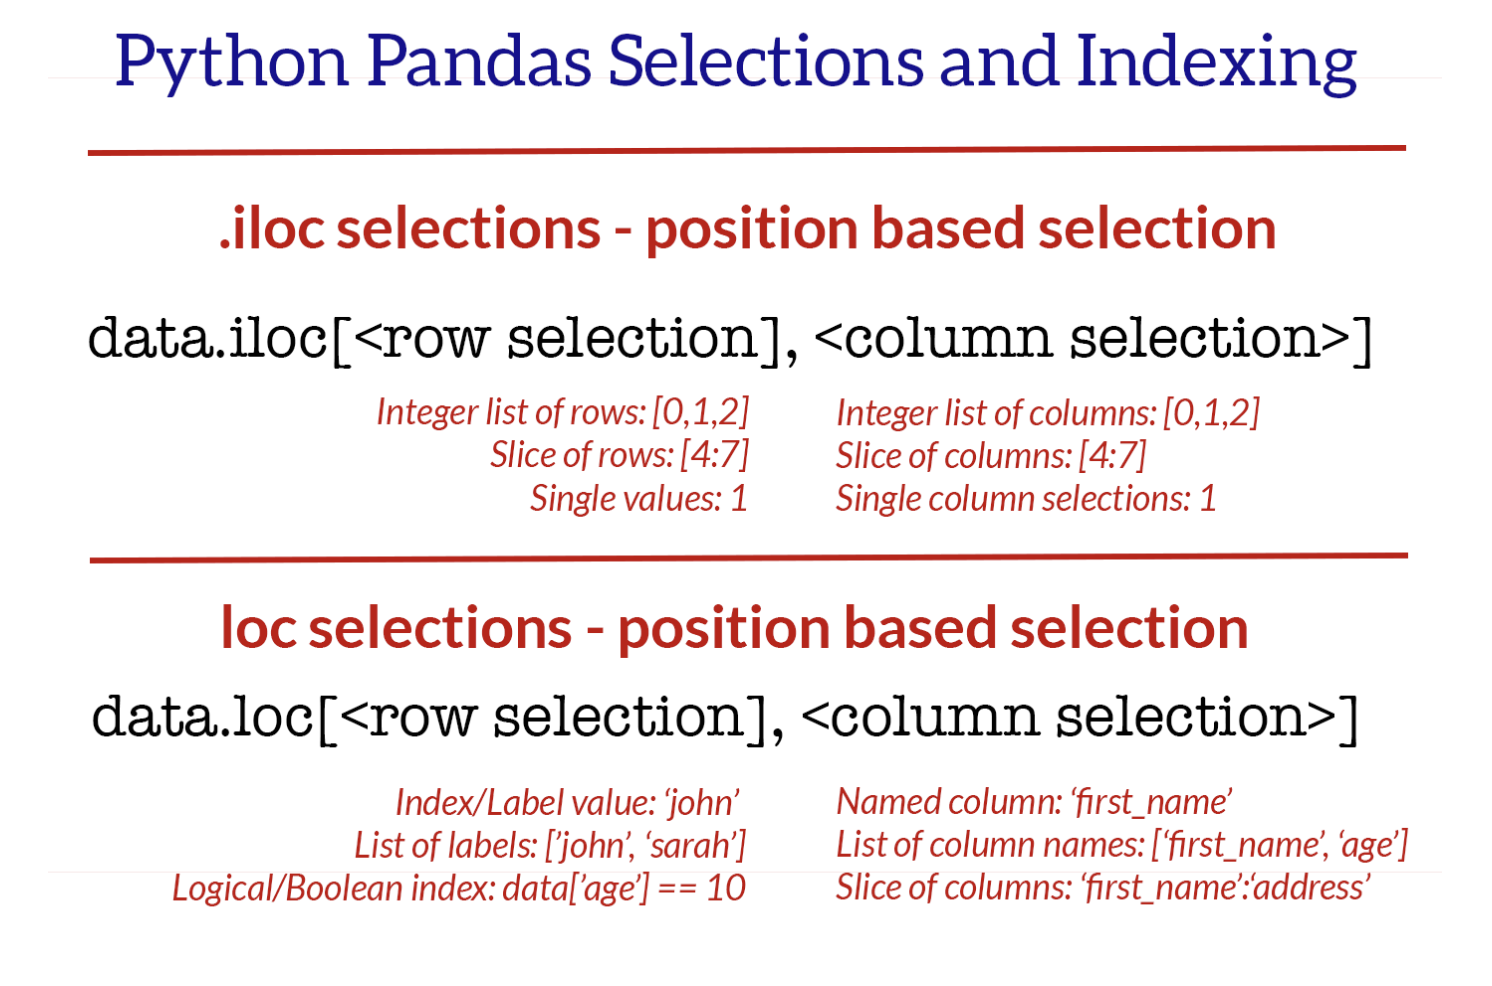 Python Pandas Selections and Indexing
.iloc selections - position based selection
data.iloc[<row selection], <column selection>]
Integer list of rows: [0,1,2]
Slice of rows: [4:7]
Single values: 1
Integer list of columns: [0,1,2]
Slice of columns: [4:7]
Single column selections: 1
loc selections - position based selection
data.loc[<row selection], <column selection>]
Index/Label value: ‘john’
List of labels: [’john’, ‘sarah’]
Logical/Boolean index: data[’age’] == 10
Named column: ‘first_name’
List of column names: [‘first_name’, ‘age’]
Slice of columns: ‘first_name’:‘address’